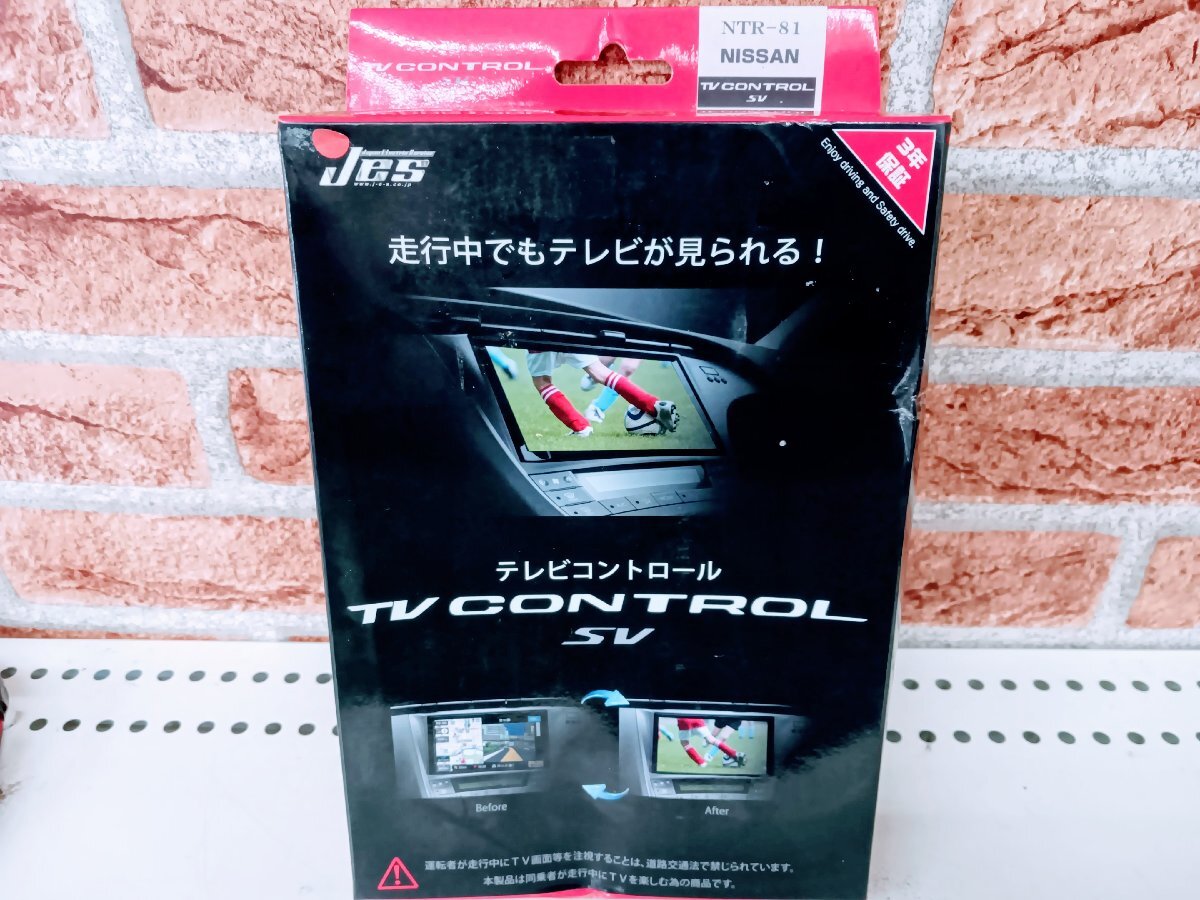 TV CONTROL
NTR-81
NISSAN
TV CONTROL
SV
Jes
www.j-e-s.co.jp
3年
保証
Enjoy driving and Safety drive.
走行中でもテレビが見られる！
テレビコントロール
TV CONTROL
SV
Before
After
運転者が走行中にTV画面等を注視することは、道路交通法で禁じられています。
本製品は同乗者が走行中にTVを楽しむ為の商品です。